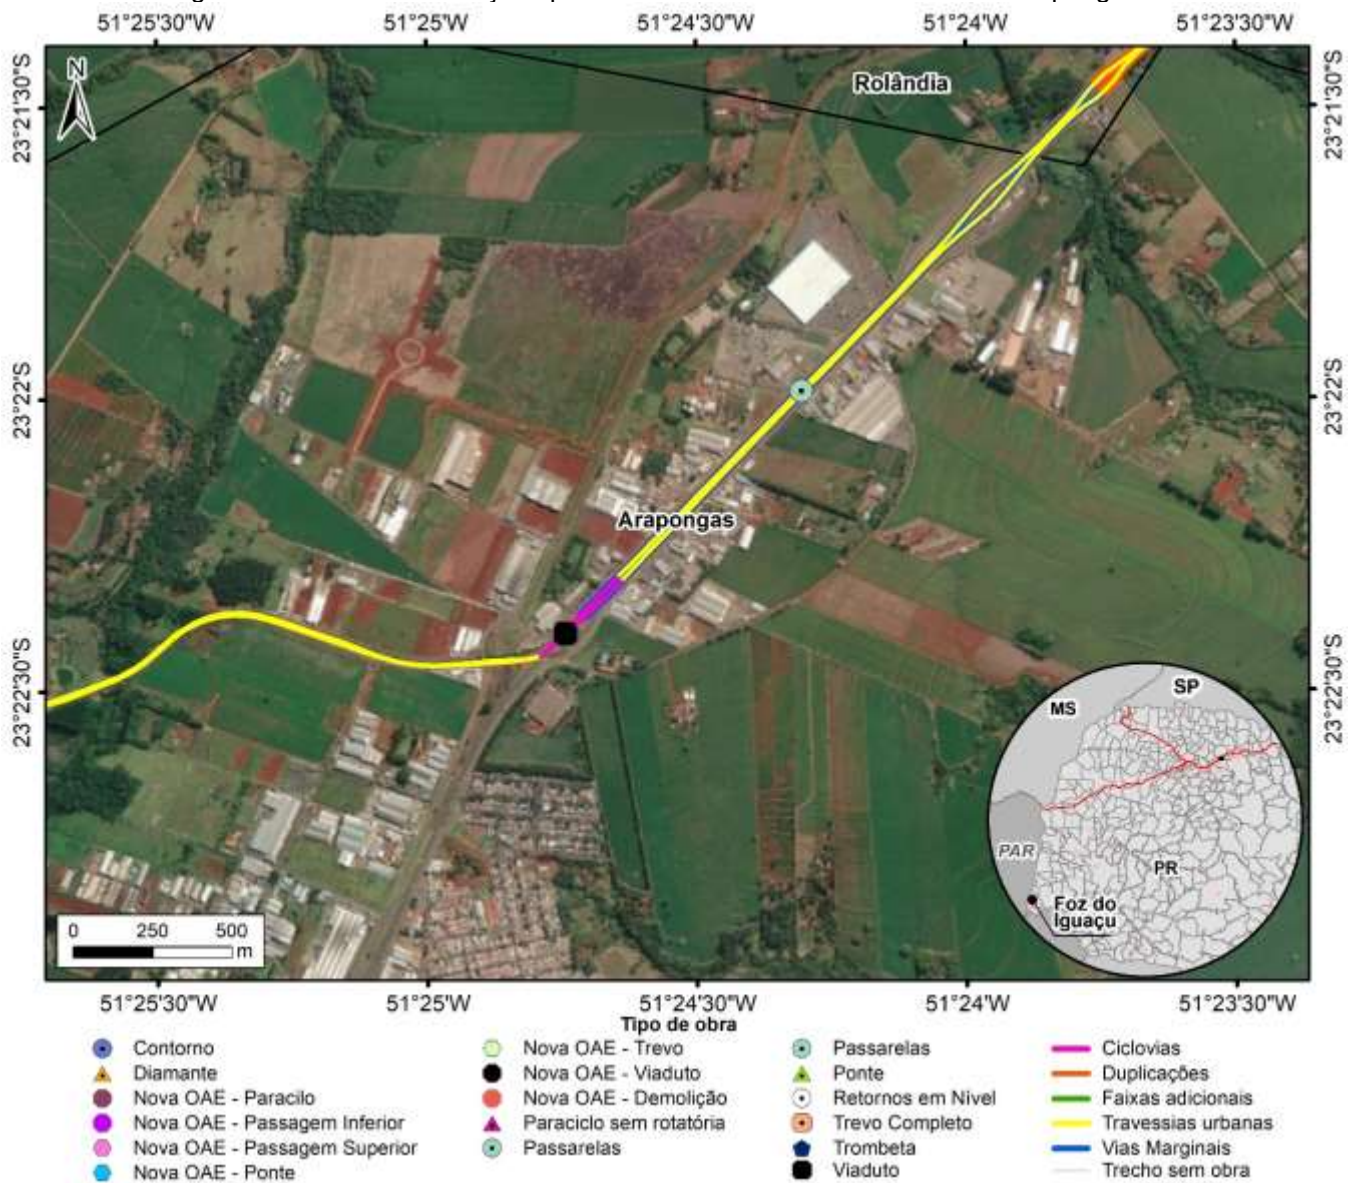 51°25'30"W 51°25'W 51°24'30"W 51°24'W 51°23'30"W
N
Rolândia
23°21'30"S 23°21'30"S
23°22'S 23°22'S
Arapongas
23°22'30"S 23°22'30"S
SP
MS
PAR
PR
Foz do
Iguaçu
0 250 500
m
51°25'30"W 51°25'W 51°24'30"W 51°24'W 51°23'30"W
Tipo de obra
Contorno
Diamante
Nova OAE - Paracilo
Nova OAE - Passagem Inferior
Nova OAE - Passagem Superior
Nova OAE - Ponte
Nova OAE - Trevo
Nova OAE - Viaduto
Nova OAE - Demolição
Paraciclo sem rotatória
Passarelas
Passarelas
Ponte
Retornos em Nível
Trevo Completo
Trombeta
Viaduto
Ciclovias
Duplicações
Faixas adicionais
Travessias urbanas
Vias Marginais
Trecho sem obra